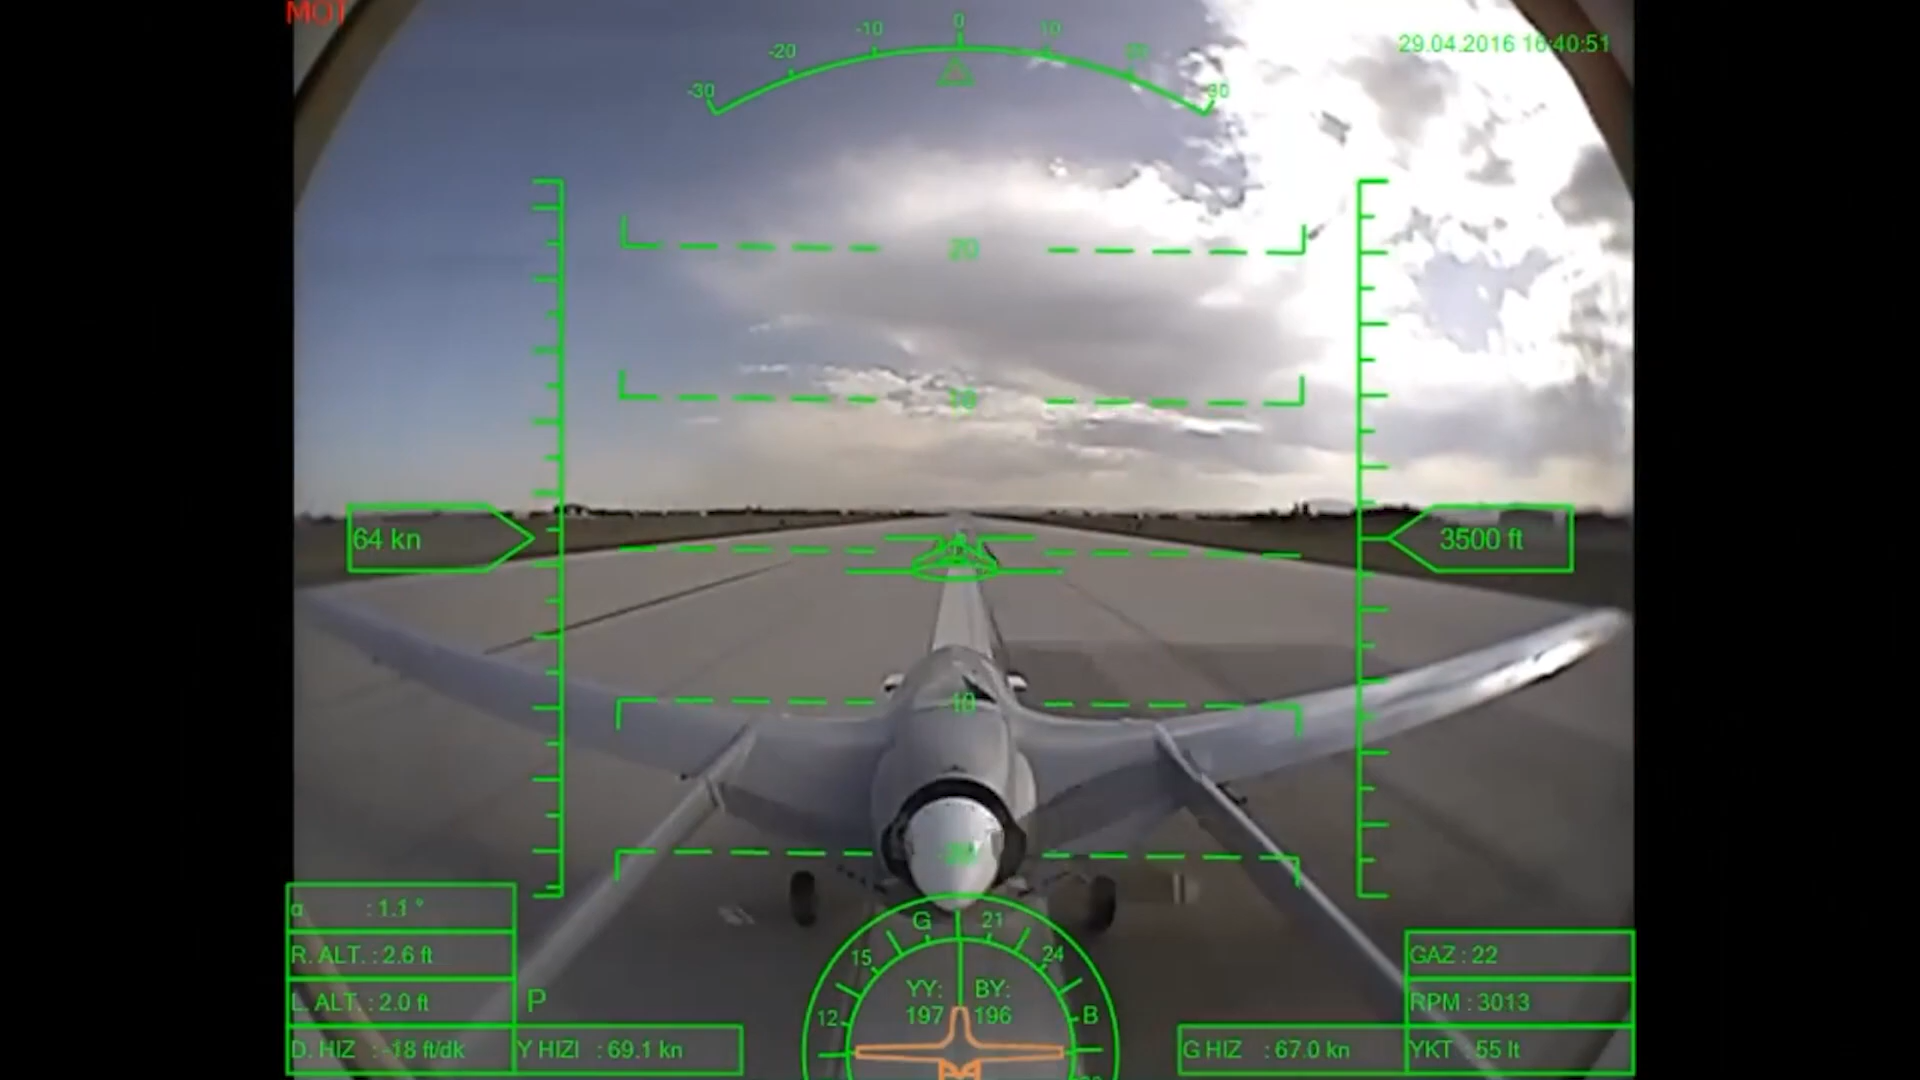 MOT
0
-10 10
-20 20
-30 30
29.04.2016 16:40:51
20
10
64 kn
3500 ft
-10
α : 1.1 °
R. ALT. : 2.6 ft
L. ALT. : 2.0 ft
P
D. HIZ : -18 ft/dk
Y HIZI : 69.1 kn
G 21
15 24
YY: BY:
197 196
12 B
GAZ : 22
RPM : 3013
G HIZ : 67.0 kn
YKT : 55 lt